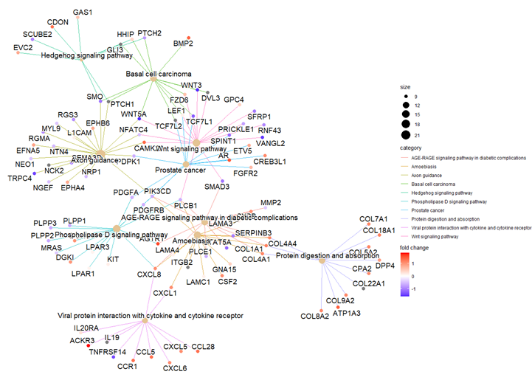 GAS1
CDON
HHIP
PTCH2
SCUBE2
GLI3
BMP2
EVC2
Hedgehog signaling pathway
Basal cell carcinoma
SMO
PTCH1
WNT3
DVL3
FZD6
GPC4
RGS3
EPHB6
WNT5A
LEF1
SFRP1
MYL9
L1CAM
NFATC4
TCF7L2
TCF7L1
PRICKLE1
RNF43
RGMA
SPINT1
VANGL2
EFNA5
NTN4
SEMA3D
CAMK2
Wnt signaling pathway
ETV5
Axon guidance
NEO1
NCK2
NRP1
AR
CREB3L1
TRPC4
Prostate cancer
FGFR2
NGEF
EPHA4
PIK3CD
SMAD3
PDGFA
PLCB1
MMP2
PDGFRB
PLPP3
PLPP1
AGE-RAGE signaling pathway in diabetic complications
COL7A1
LAMA3
COL18A1
PLPP2
Phospholipase D signaling pathway
SERPINB3
MRAS
LPAR3
AGTR1
Amoebiasis
KAT5A
COL4A4
COL5A2
DGKI
KIT
LAMA4
PLCE1
COL1A1
Protein digestion and absorption
DPP4
ITGB2
COL4A1
CPA2
LPAR1
CXCL8
GNA15
COL22A1
LAMC1
CSF2
CXCL1
COL9A2
ATP1A3
COL8A2
Viral protein interaction with cytokine and cytokine receptor
IL20RA
ACKR3
IL19
CXCL5
CCL28
TNFRSF14
CCL5
CCR1
CXCL6
size
9
12
15
18
21
category
AGE-RAGE signaling pathway in diabetic complications
Amoebiasis
Axon guidance
Basal cell carcinoma
Hedgehog signaling pathway
Phospholipase D signaling pathway
Prostate cancer
Protein digestion and absorption
Viral protein interaction with cytokine and cytokine receptor
Wnt signaling pathway
fold change